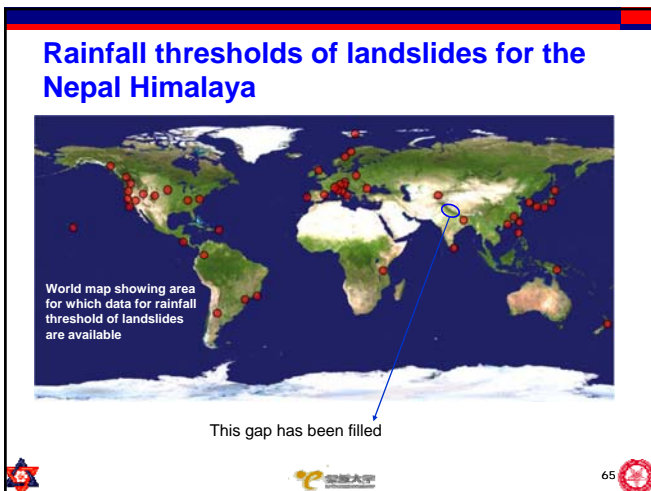 Rainfall thresholds of landslides for the
Nepal Himalaya
World map showing area
for which data for rainfall
threshold of landslides
are available
This gap has been filled
65